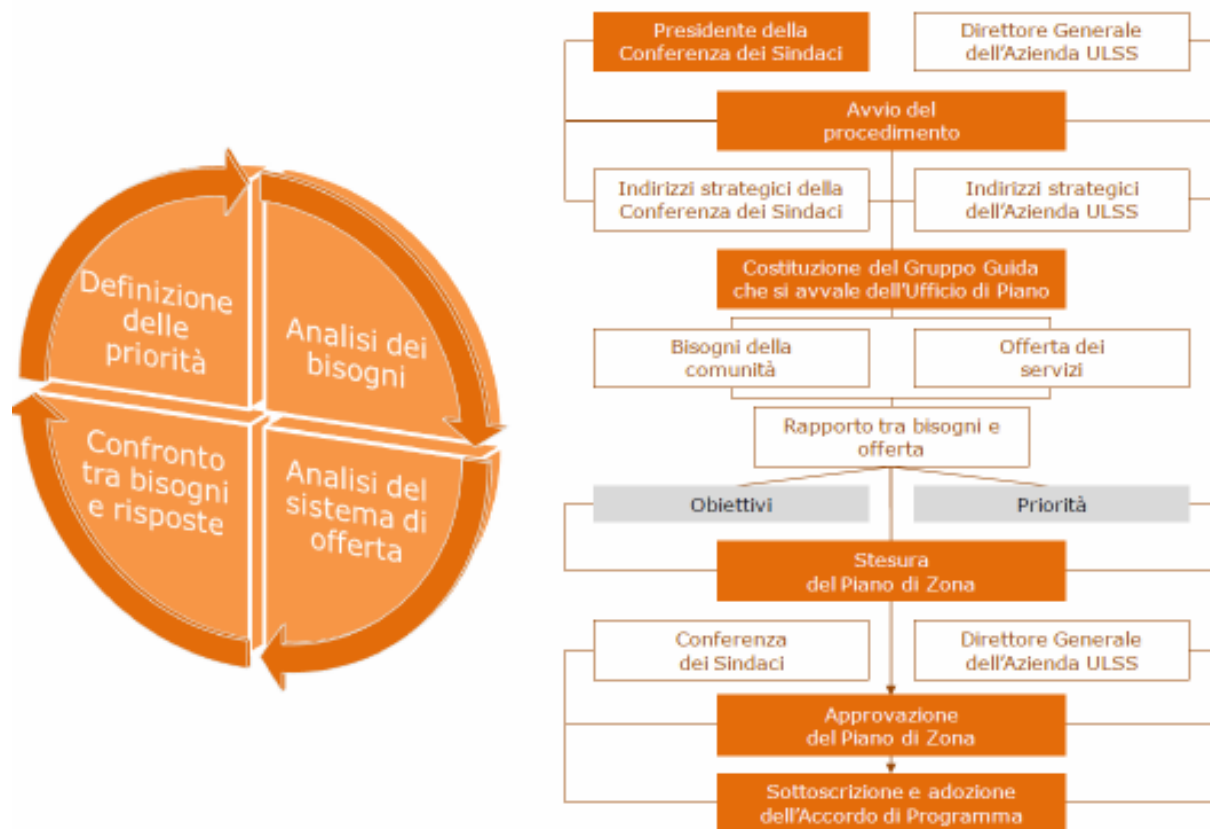 Definizione
delle
priorità
Analisi dei
bisogni
Confronto
tra bisogni
e risposte
Analisi del
sistema di
offerta
Presidente della
Conferenza dei Sindaci
Direttore Generale
dell'Azienda ULSS
Avvio del
procedimento
Indirizzi strategici della
Conferenza dei Sindaci
Indirizzi strategici
dell'Azienda ULSS
Costituzione del Gruppo Guida
che si avvale dell'Ufficio di Piano
Bisogni della
comunità
Offerta dei
servizi
Rapporto tra bisogni e
offerta
Obiettivi
Priorità
Stesura
del Piano di Zona
Conferenza
dei Sindaci
Direttore Generale
dell'Azienda ULSS
Approvazione
del Piano di Zona
Sottoscrizione e adozione
dell'Accordo di Programma